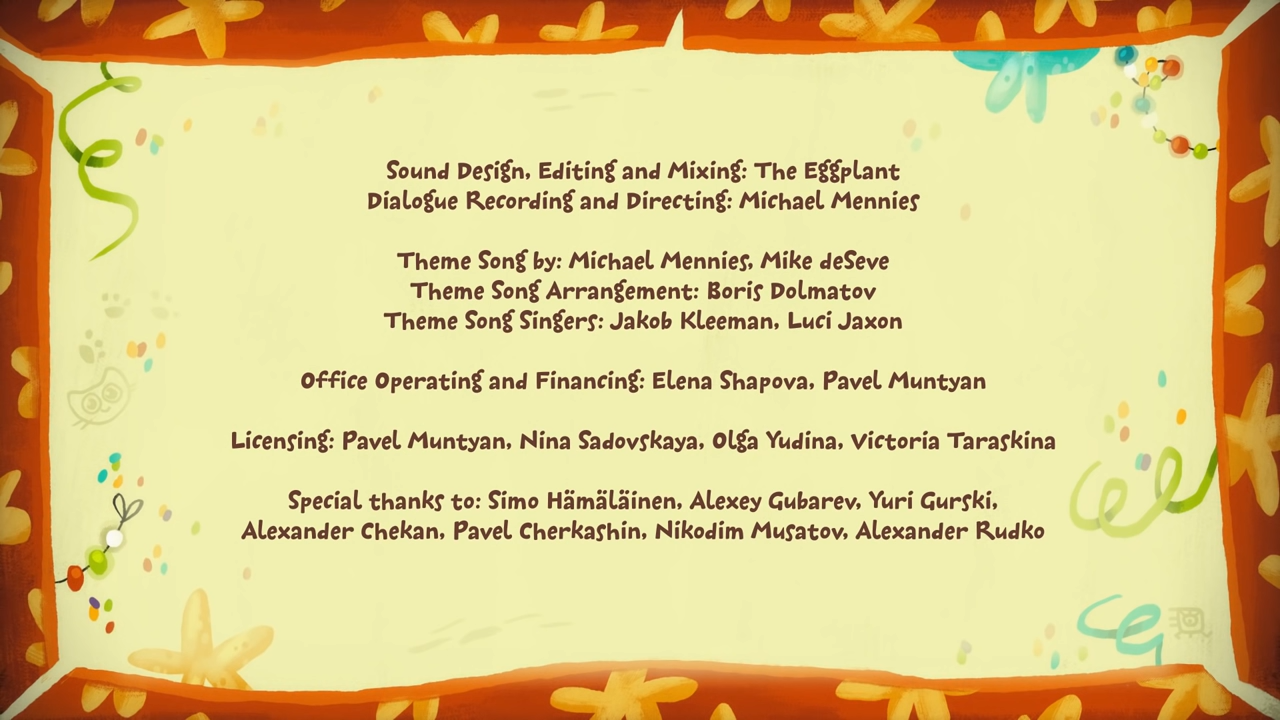 Sound Design, Editing and Mixing: The Eggplant
Dialogue Recording and Directing: Michael Mennies
Theme Song by: Michael Mennies, Mike deSeve
Theme Song Arrangement: Boris Dolmatov
Theme Song Singers: Jakob Kleeman, Luci Jaxon
Office Operating and Financing: Elena Shapova, Pavel Muntyan
Licensing: Pavel Muntyan, Nina Sadovskaya, Olga Yudina, Victoria Taraskina
Special thanks to: Simo Hämäläinen, Alexey Gubarev, Yuri Gurski,
Alexander Chekan, Pavel Cherkashin, Nikodim Musatov, Alexander Rudko